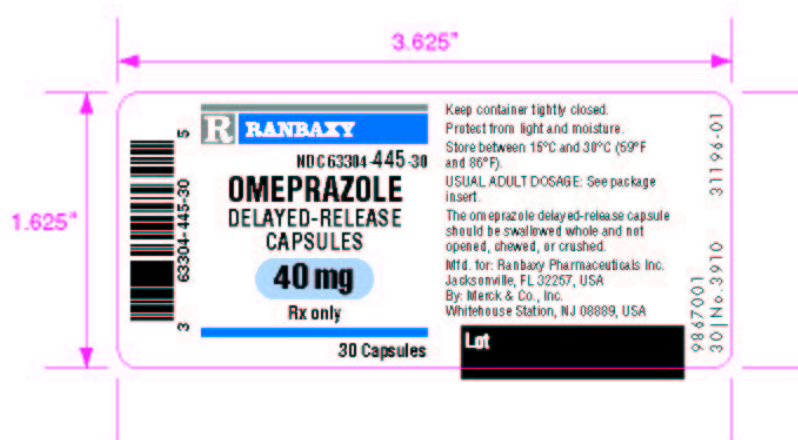 3.625"
1.625"
3 63304-445-30 5
R RANBAXY
NDC 63304-445-30
OMEPRAZOLE
DELAYED-RELEASE
CAPSULES
40 mg
Rx only
30 Capsules
Keep container tightly closed.
Protect from light and moisture.
Store between 15°C and 30°C (59°F
and 86°F).
USUAL ADULT DOSAGE: See package
insert.
The omeprazole delayed-release capsule
should be swallowed whole and not
opened, chewed, or crushed.
Mfd. for: Ranbaxy Pharmaceuticals Inc.
Jacksonville, FL 32257, USA
By: Merck & Co., Inc.
Whitehouse Station, NJ 08889, USA
Lot
9867001
30|No.3910 31196-01